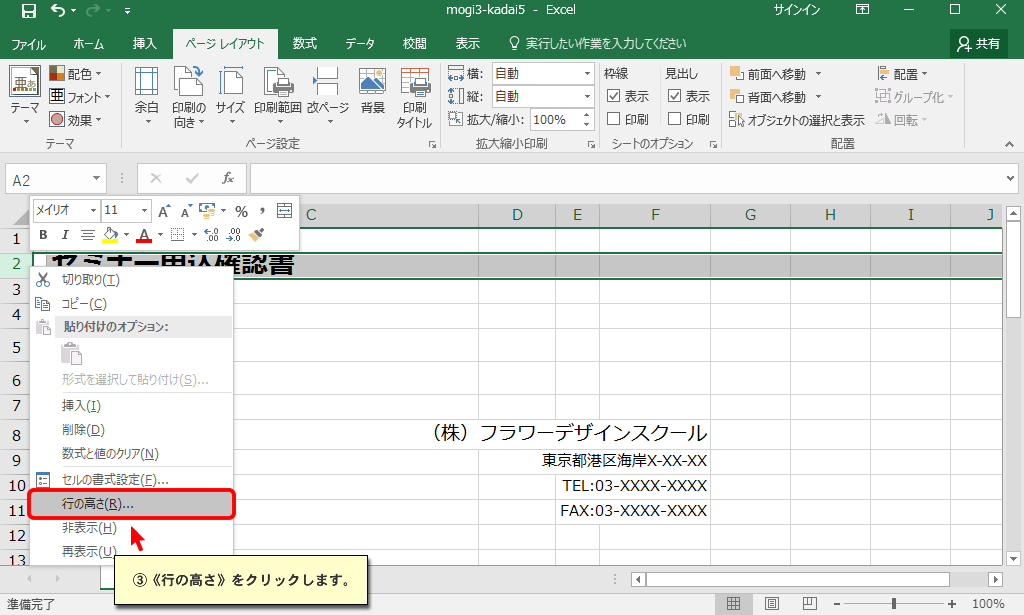 mogi3-kadai5 - Excel
サインイン
ファイル ホーム 挿入 ページ レイアウト 数式 データ 校閲 表示 実行したい作業を入力してください 共有
テーマ
配色
フォント
効果
テーマ
余白
印刷の向き
サイズ
印刷範囲
改ページ
背景
印刷タイトル
ページ設定
横: 自動
縦: 自動
拡大/縮小: 100%
拡大縮小印刷
枠線 見出し
表示 表示
印刷 印刷
シートのオプション
前面へ移動
背面へ移動
オブジェクトの選択と表示
配置
グループ化
回転
配置
A2
fx
メイリオ 11 A A % ,
B I A .0 .00
C D E F G H I J
1
2 セミナー申込確認書
3
4
5
6
7
8 （株）フラワーデザインスクール
9 東京都港区海岸X-XX-XX
10 TEL:03-XXXX-XXXX
11 FAX:03-XXXX-XXXX
12
13
切り取り(T)
コピー(C)
貼り付けのオプション:
形式を選択して貼り付け(S)...
挿入(I)
削除(D)
数式と値のクリア(N)
セルの書式設定(F)...
行の高さ(R)...
非表示(H)
再表示(U)
③《行の高さ》をクリックします。
準備完了
100%